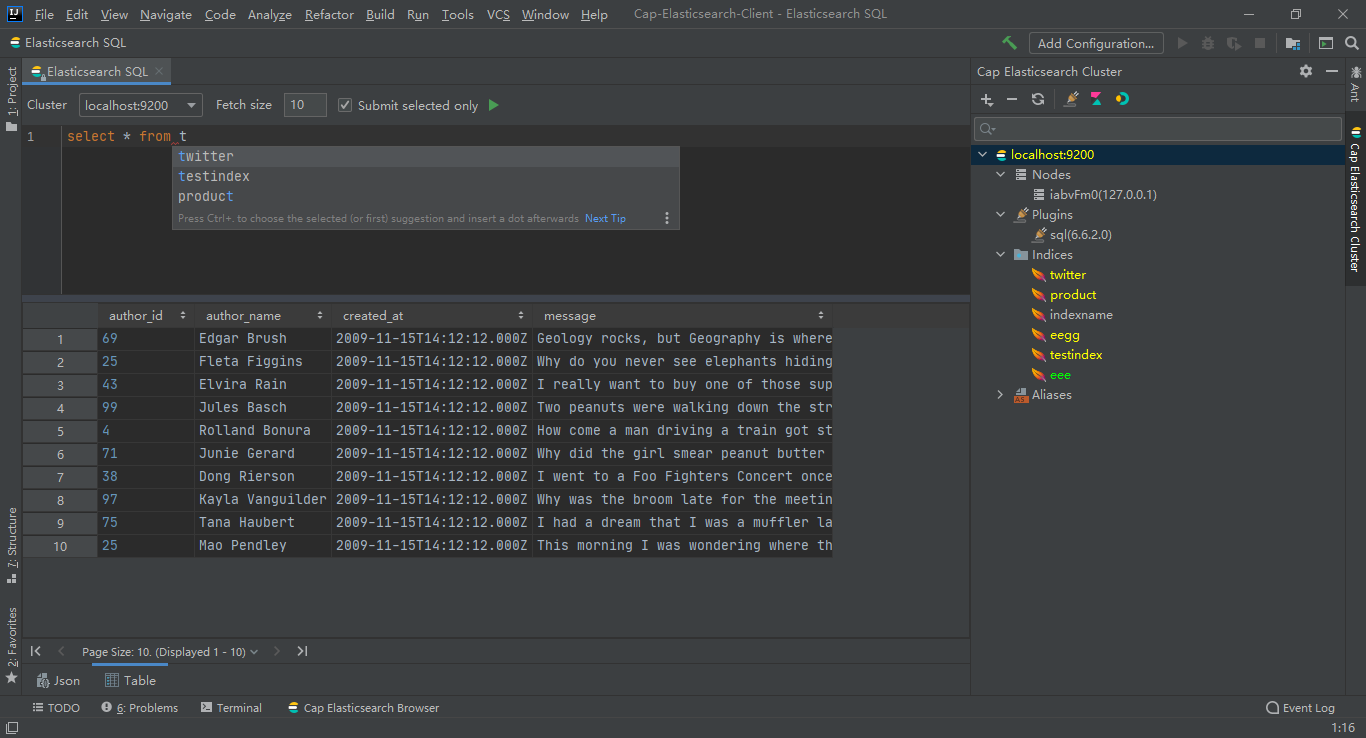 File Edit View Navigate Code Analyze Refactor Build Run Tools VCS Window Help Cap-Elasticsearch-Client - Elasticsearch SQL
Elasticsearch SQL
Add Configuration...
1: Project
Elasticsearch SQL
Cluster localhost:9200 Fetch size 10 Submit selected only
1 select * from t
twitter
testindex
product
Press Ctrl+. to choose the selected (or first) suggestion and insert a dot afterwards Next Tip
author_id author_name created_at message
1 69 Edgar Brush 2009-11-15T14:12:12.000Z Geology rocks, but Geography is where
2 25 Fleta Figgins 2009-11-15T14:12:12.000Z Why do you never see elephants hiding
3 43 Elvira Rain 2009-11-15T14:12:12.000Z I really want to buy one of those sup
4 99 Jules Basch 2009-11-15T14:12:12.000Z Two peanuts were walking down the str
5 4 Rolland Bonura 2009-11-15T14:12:12.000Z How come a man driving a train got st
6 71 Junie Gerard 2009-11-15T14:12:12.000Z Why did the girl smear peanut butter
7 38 Dong Rierson 2009-11-15T14:12:12.000Z I went to a Foo Fighters Concert once
8 97 Kayla Vanguilder 2009-11-15T14:12:12.000Z Why was the broom late for the meetin
9 75 Tana Haubert 2009-11-15T14:12:12.000Z I had a dream that I was a muffler la
10 25 Mao Pendley 2009-11-15T14:12:12.000Z This morning I was wondering where th
Page Size: 10. (Displayed 1 - 10)
Json Table
7: Structure
2: Favorites
Cap Elasticsearch Cluster
localhost:9200
Nodes
iabvFm0(127.0.0.1)
Plugins
sql(6.6.2.0)
Indices
twitter
product
indexname
eegg
testindex
eee
Aliases
Ant
Cap Elasticsearch Cluster
TODO 6: Problems Terminal Cap Elasticsearch Browser Event Log
1:16